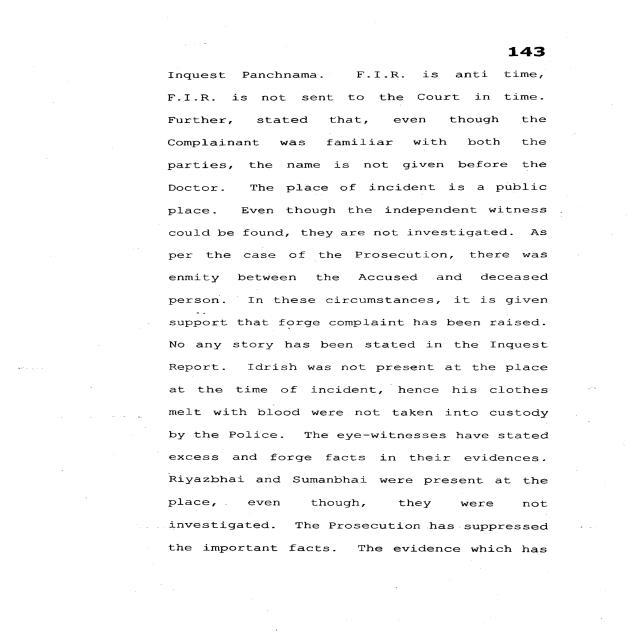 143
Inquest Panchnama. F.I.R. is anti time,
F.I.R. is not sent to the Court in time.
Further, stated that, even though the
Complainant was familiar with both the
parties, the name is not given before the
Doctor. The place of incident is a public
place. Even though the independent witness
could be found, they are not investigated. As
per the case of the Prosecution, there was
enmity between the Accused and deceased
person. In these circumstances, it is given
support that forge complaint has been raised.
No any story has been stated in the Inquest
Report. Idrish was not present at the place
at the time of incident, hence his clothes
melt with blood were not taken into custody
by the Police. The eye-witnesses have stated
excess and forge facts in their evidences.
Riyazbhai and Sumanbhai were present at the
place, even though, they were not
investigated. The Prosecution has suppressed
the important facts. The evidence which has